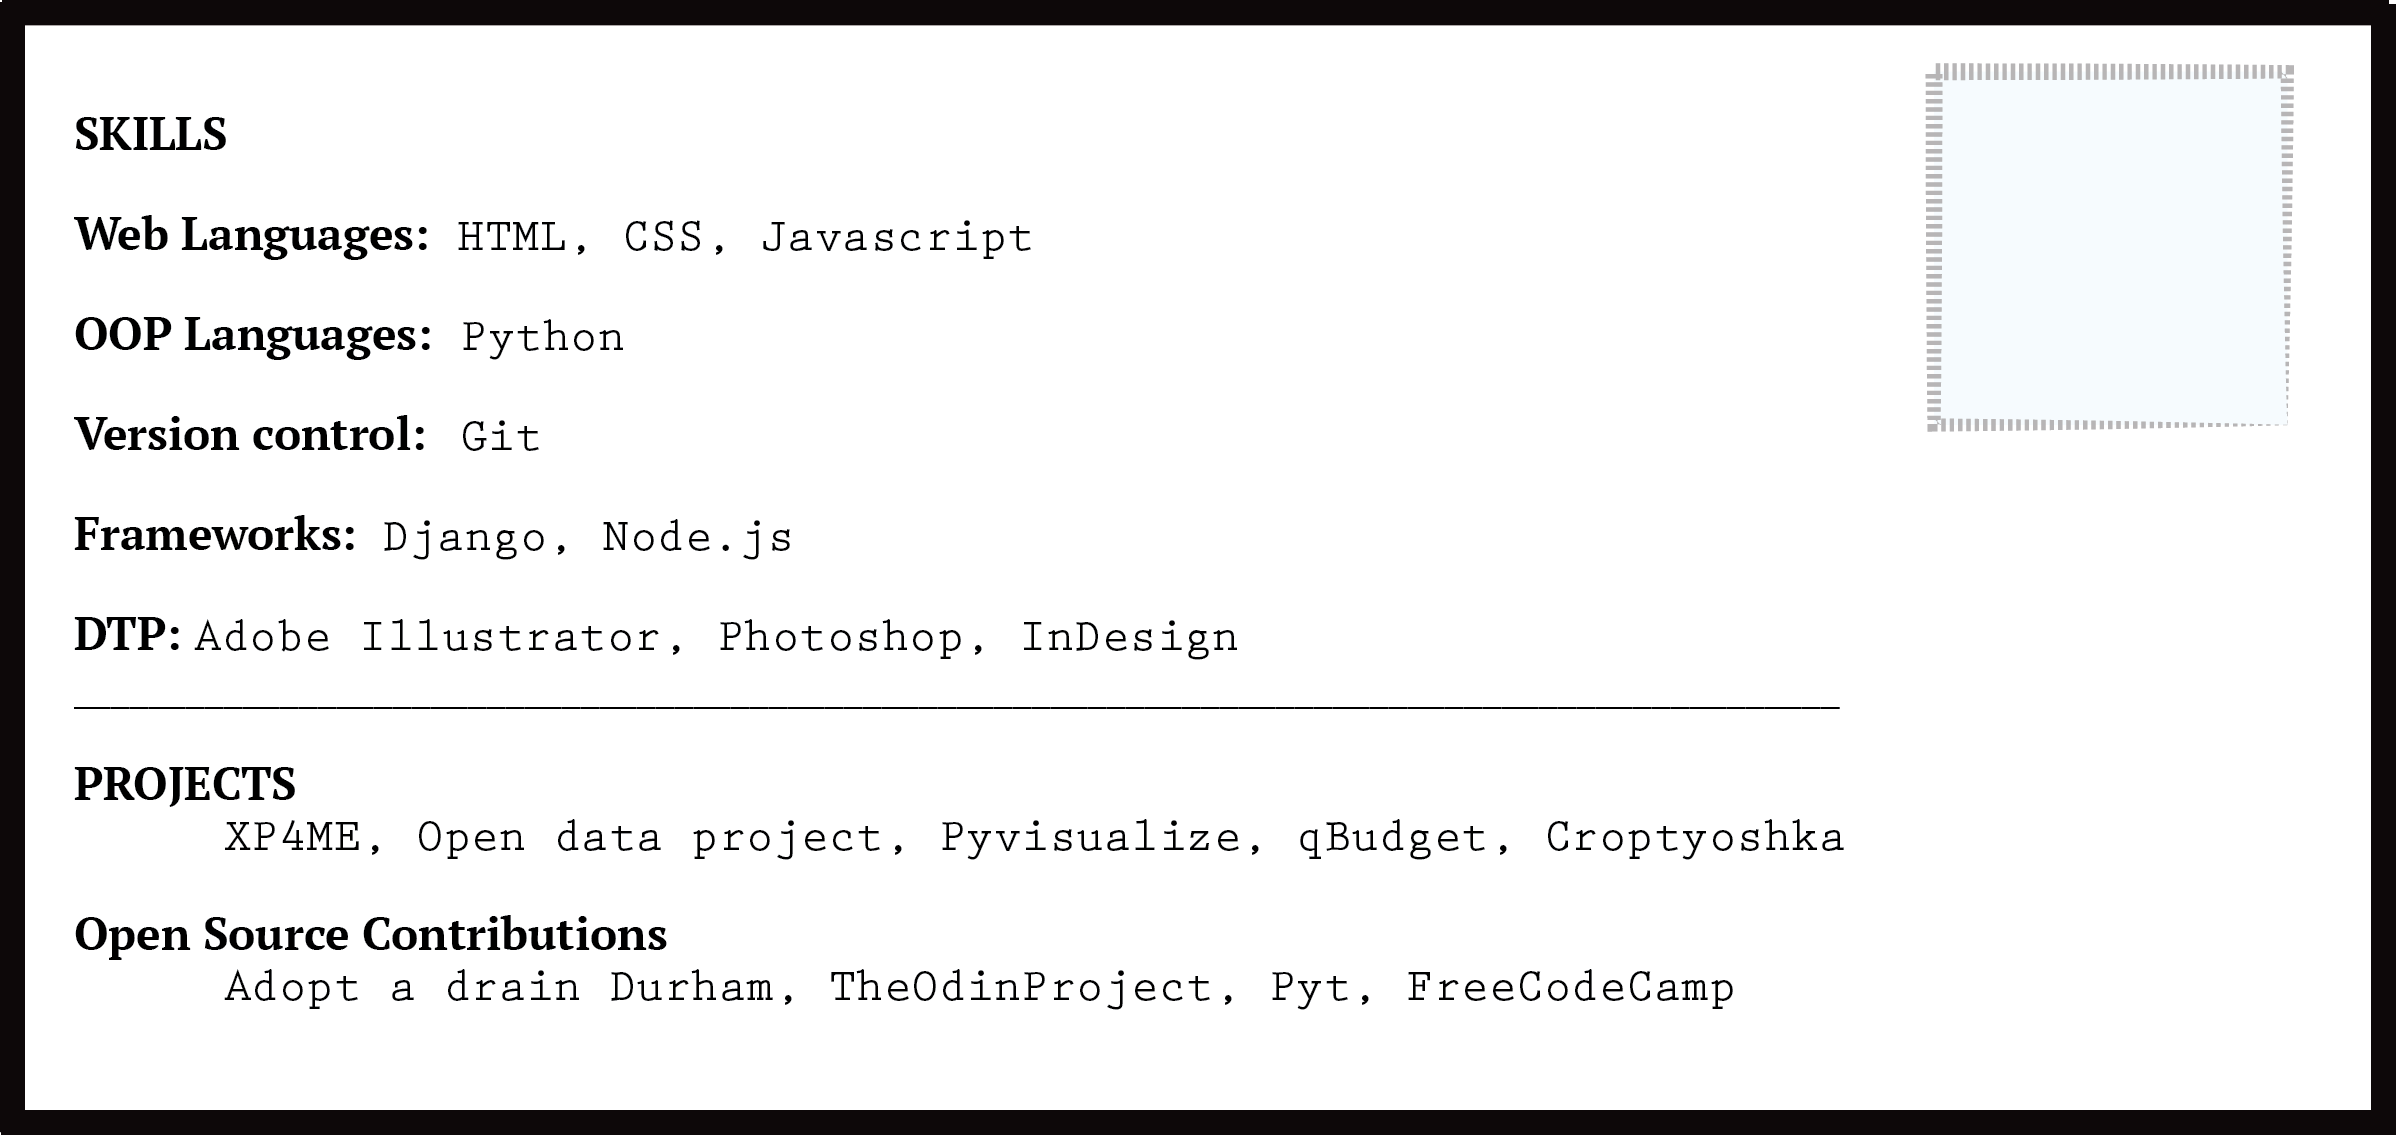 SKILLS
Web Languages: HTML, CSS, Javascript
OOP Languages: Python
Version control: Git
Frameworks: Django, Node.js
DTP: Adobe Illustrator, Photoshop, InDesign
PROJECTS
XP4ME, Open data project, Pyvisualize, qBudget, Croptyoshka
Open Source Contributions
Adopt a drain Durham, TheOdinProject, Pyt, FreeCodeCamp